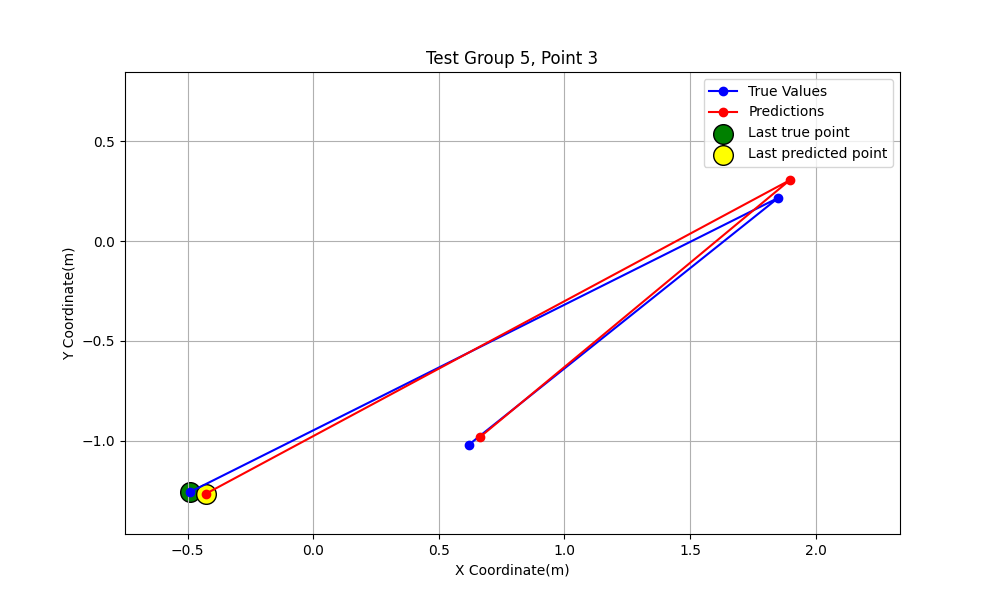 Test Group 5, Point 3
True Values
Predictions
Last true point
Last predicted point
0.5
0.0
−0.5
−1.0
Y Coordinate(m)
−0.5 0.0 0.5 1.0 1.5 2.0
X Coordinate(m)